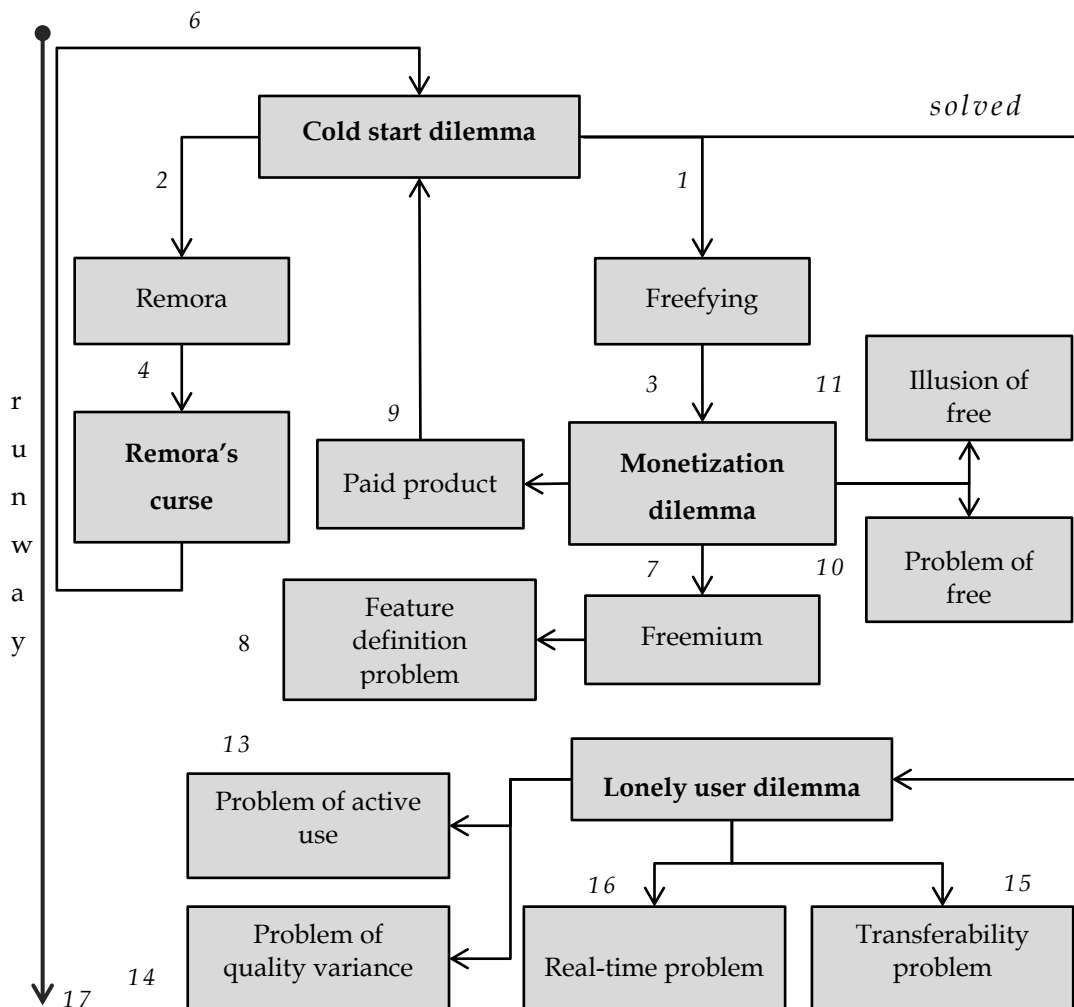 6
solved
Cold start dilemma
2
1
Remora
Freefying
4
3
11
Illusion of
free
9
Remora's
curse
Paid product
Monetization
dilemma
runway
7
10
Problem of
free
8
Feature
definition
problem
Freemium
13
Lonely user dilemma
Problem of active
use
16
15
Problem of
quality variance
Real-time problem
Transferability
problem
14
17